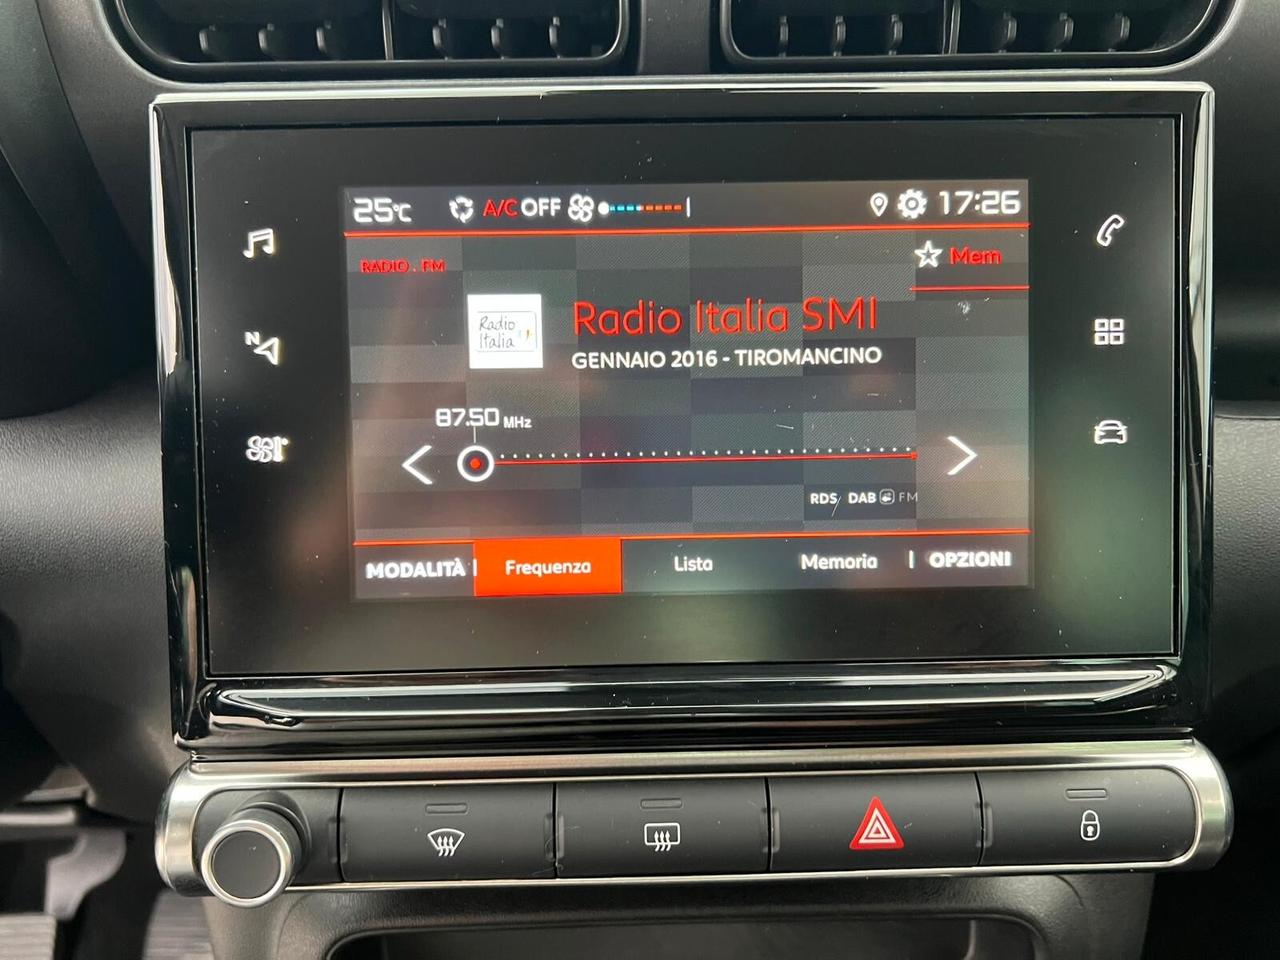 25°C A/C OFF 17:26
RADIO . FM
Mem
Radio
Italia
Radio Italia SMI
GENNAIO 2016 - TIROMANCINO
87.50 MHz
RDS/ DAB FM
MODALITÀ Frequenza Lista Memoria OPZIONI
N